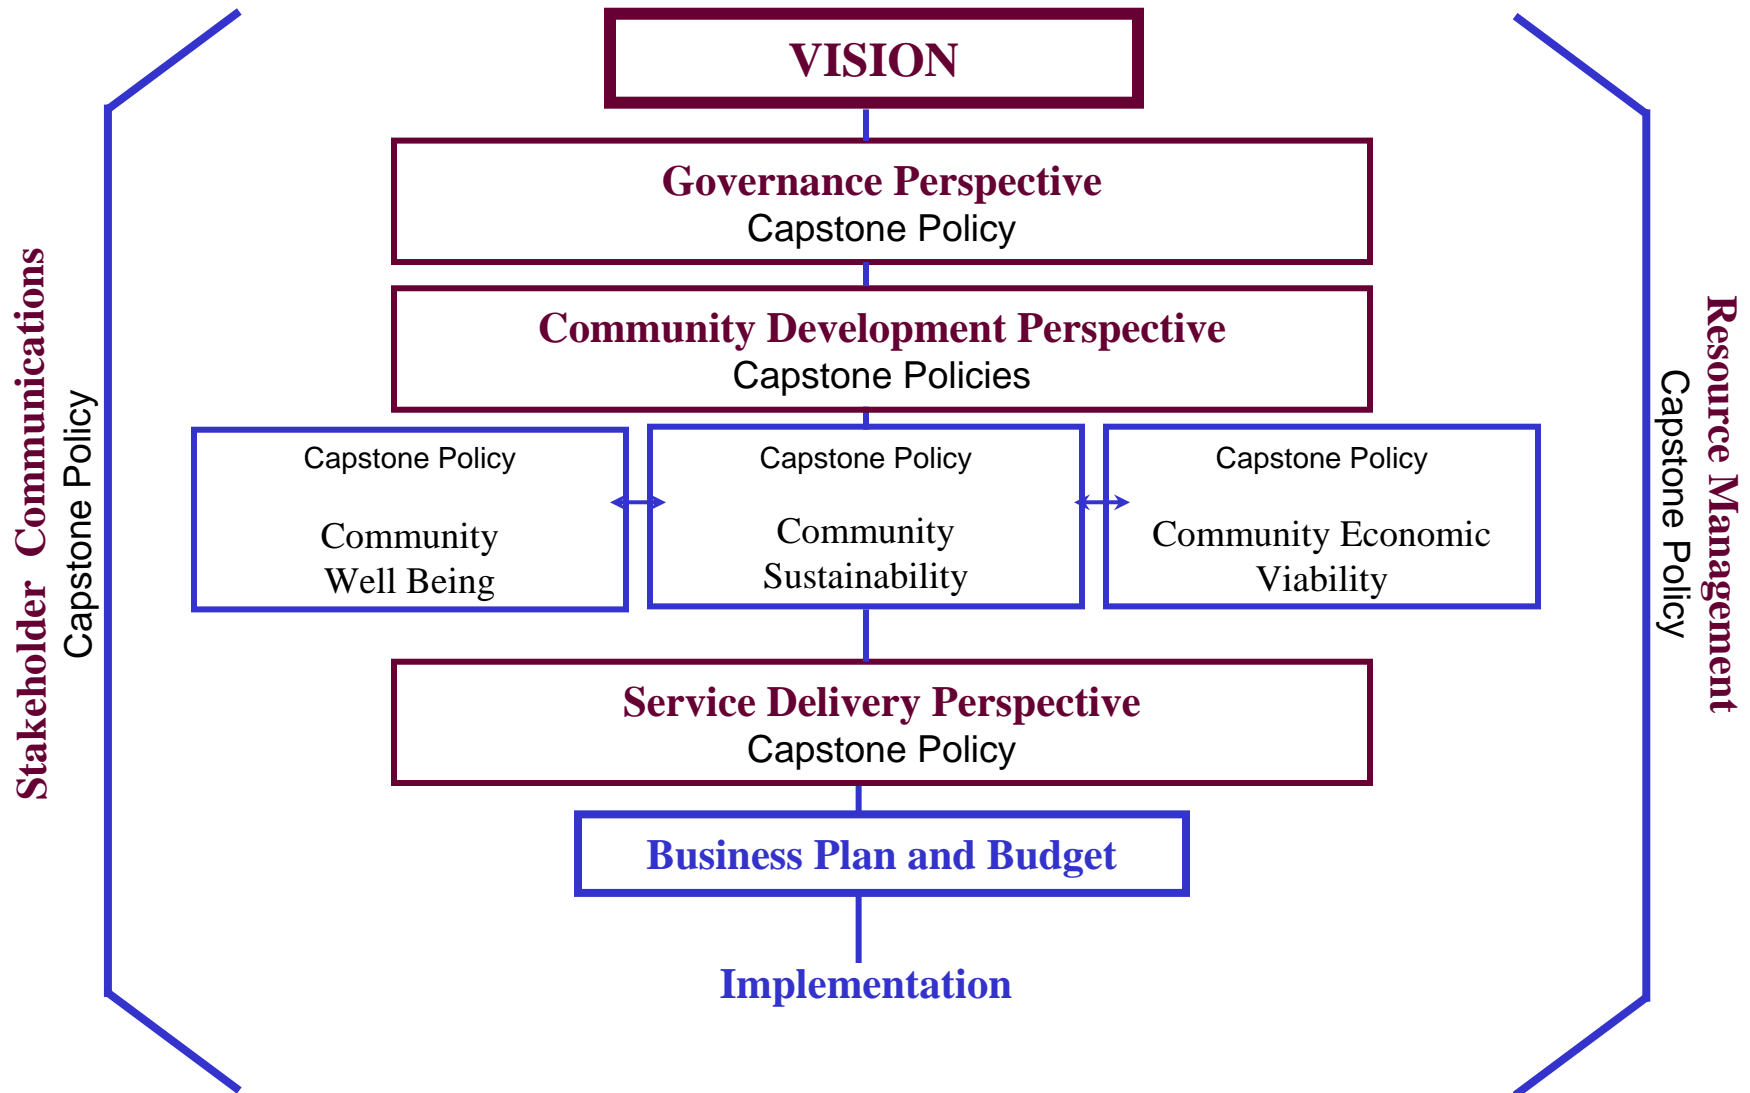 VISION
Governance Perspective
Capstone Policy
Community Development Perspective
Capstone Policies
Capstone Policy
Community
Well Being
Capstone Policy
Community
Sustainability
Capstone Policy
Community Economic
Viability
Service Delivery Perspective
Capstone Policy
Business Plan and Budget
Implementation
Stakeholder Communications
Capstone Policy
Resource Management
Capstone Policy